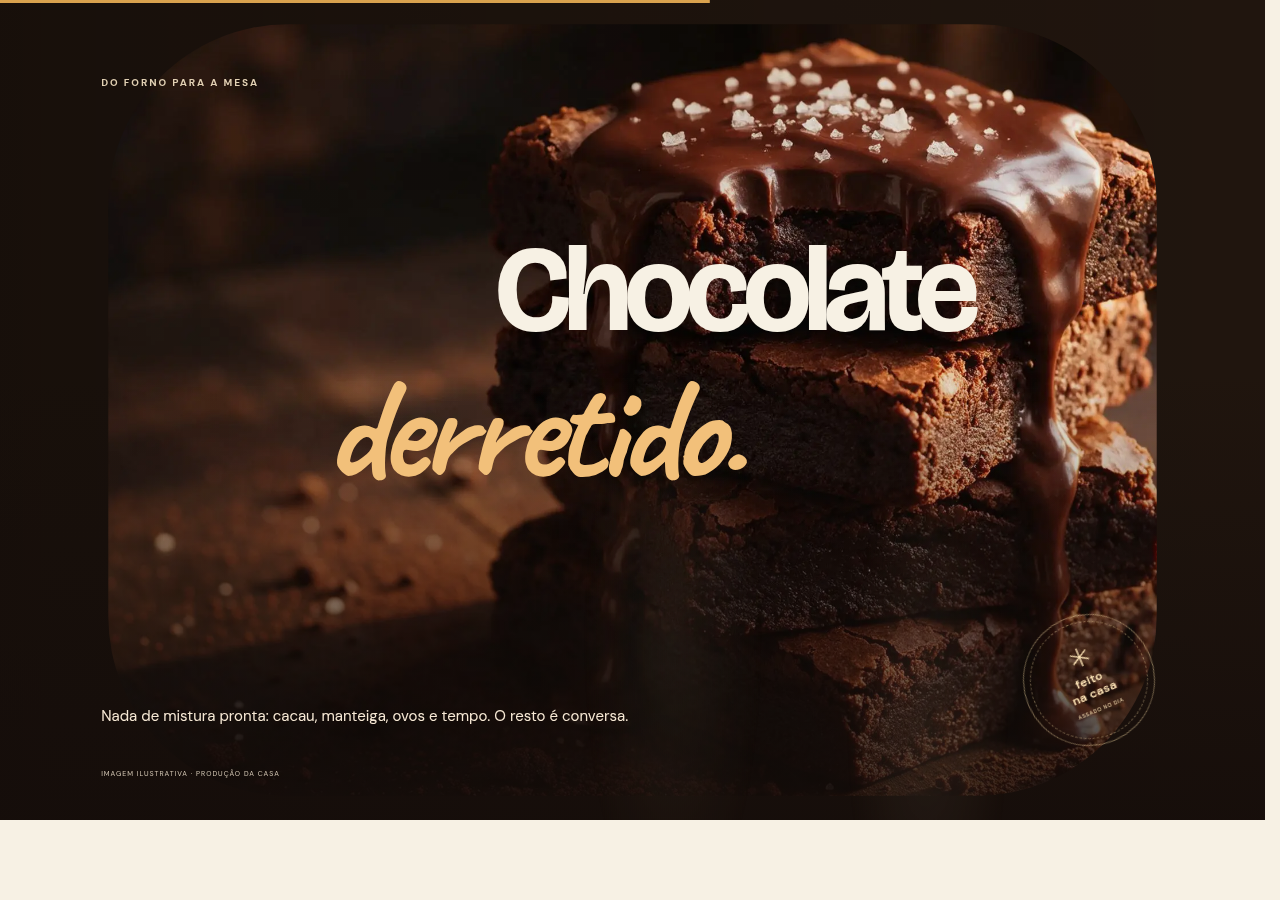 DO FORNO PARA A MESA
Chocolate
derretido.
Nada de mistura pronta: cacau, manteiga, ovos e tempo. O resto é conversa.
feito
na casa
ASSADO NO DIA
IMAGEM ILUSTRATIVA · PRODUÇÃO DA CASA